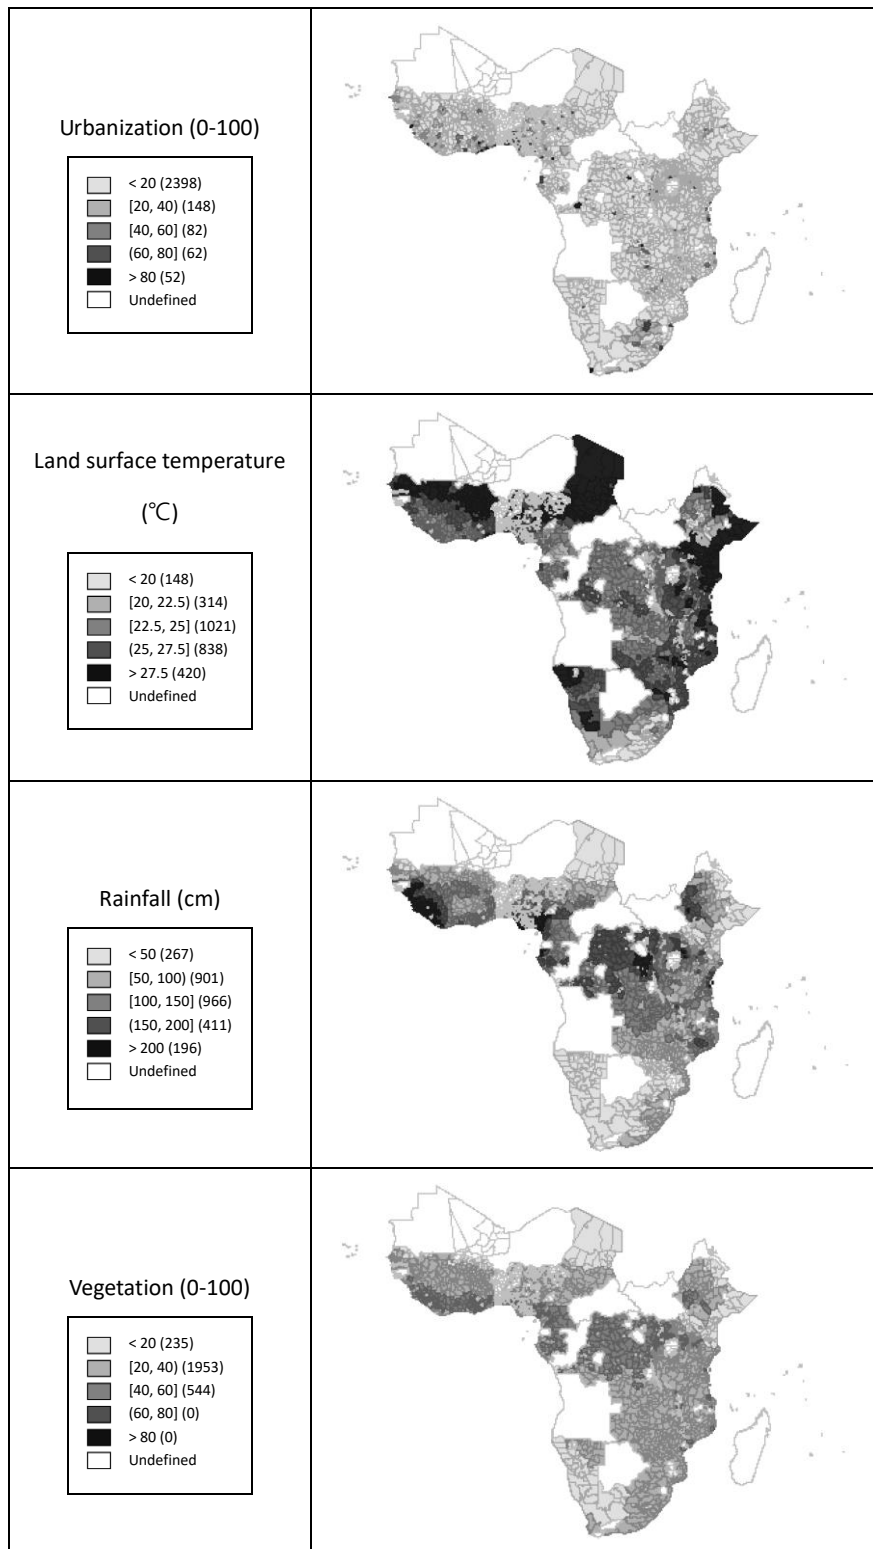 Urbanization (0-100)
< 20 (2398)
[20, 40) (148)
[40, 60] (82)
(60, 80] (62)
> 80 (52)
Undefined
Land surface temperature
(℃)
< 20 (148)
[20, 22.5) (314)
[22.5, 25] (1021)
(25, 27.5] (838)
> 27.5 (420)
Undefined
Rainfall (cm)
< 50 (267)
[50, 100) (901)
[100, 150] (966)
(150, 200] (411)
> 200 (196)
Undefined
Vegetation (0-100)
< 20 (235)
[20, 40) (1953)
[40, 60] (544)
(60, 80] (0)
> 80 (0)
Undefined